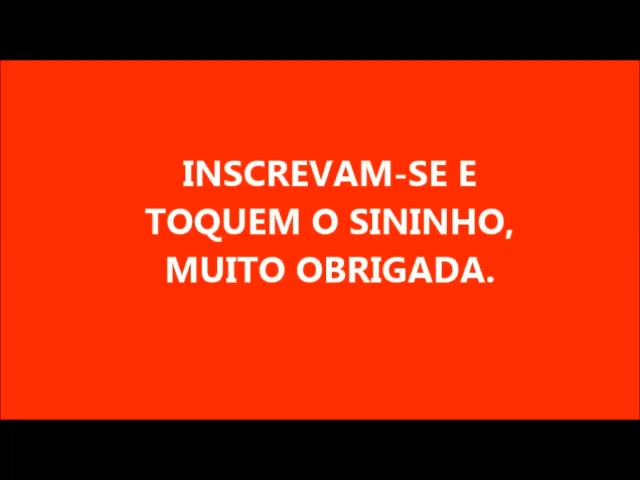 INSCREVAM-SE E
TOQUEM O SININHO,
MUITO OBRIGADA.